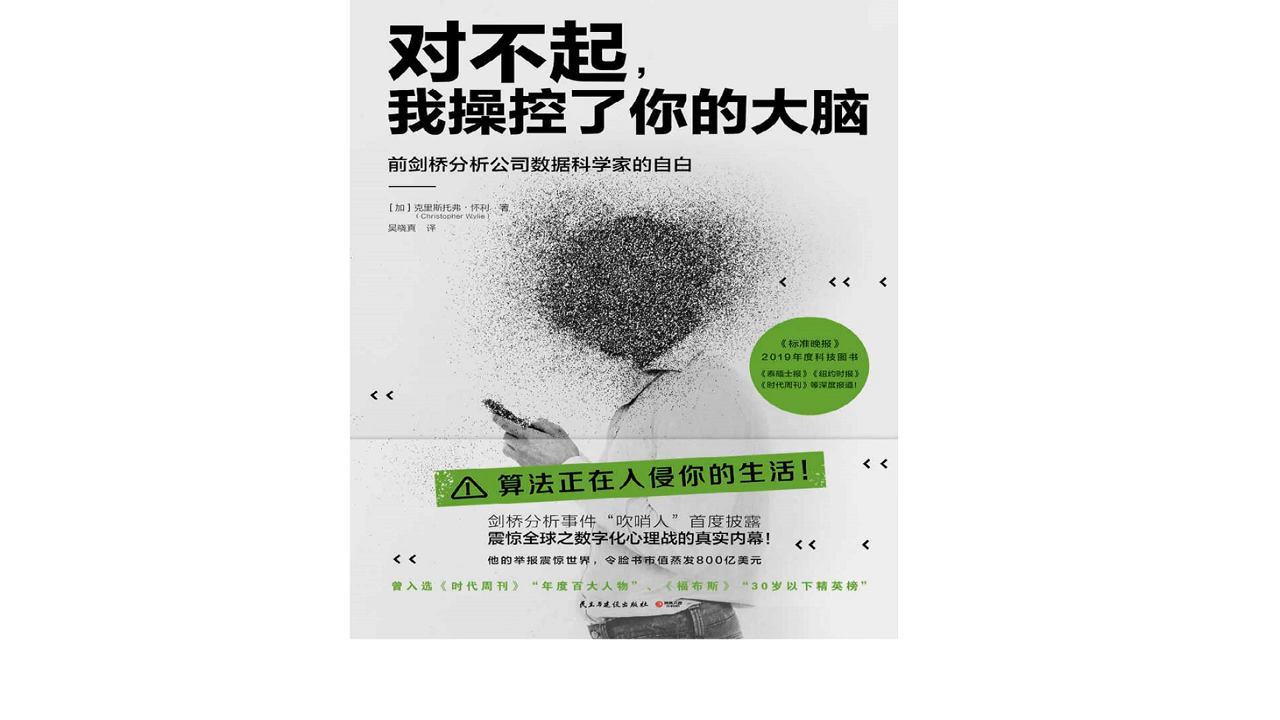 对不起，
我操控了你的大脑
前剑桥分析公司数据科学家的自白
［加］克里斯托弗·怀利 著
（Christopher Wylie）
吴晓真 译
《标准晚报》
2019年度科技图书
《泰晤士报》《纽约时报》
《时代周刊》等深度报道！
算法正在入侵你的生活！
剑桥分析事件“吹哨人”首度披露
震惊全球之数字化心理战的真实内幕！
他的举报震惊世界，令脸书市值蒸发800亿美元
曾入选《时代周刊》“年度百大人物”、《福布斯》“30岁以下精英榜”
民主与建设出版社